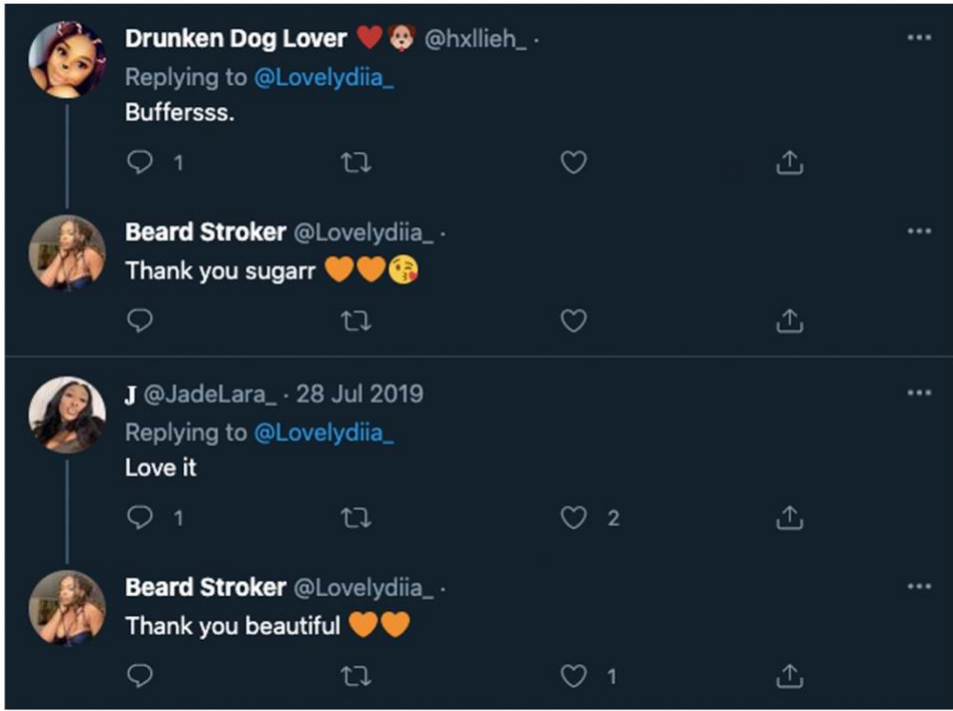 Drunken Dog Lover ❤️🐶 @hxllieh_ ·
Replying to @Lovelydiia_
Buffersss.
1
Beard Stroker @Lovelydiia_ ·
Thank you sugarr 🧡🧡😘
J @JadeLara_ · 28 Jul 2019
Replying to @Lovelydiia_
Love it
1 2
Beard Stroker @Lovelydiia_ ·
Thank you beautiful 🧡🧡
1